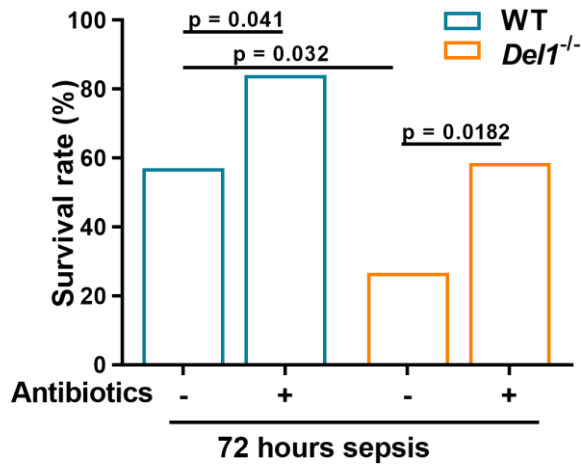 WT
Del1-/-
p = 0.041
p = 0.032
p = 0.0182
Survival rate (%)
100
80
60
40
20
0
Antibiotics - + - +
72 hours sepsis